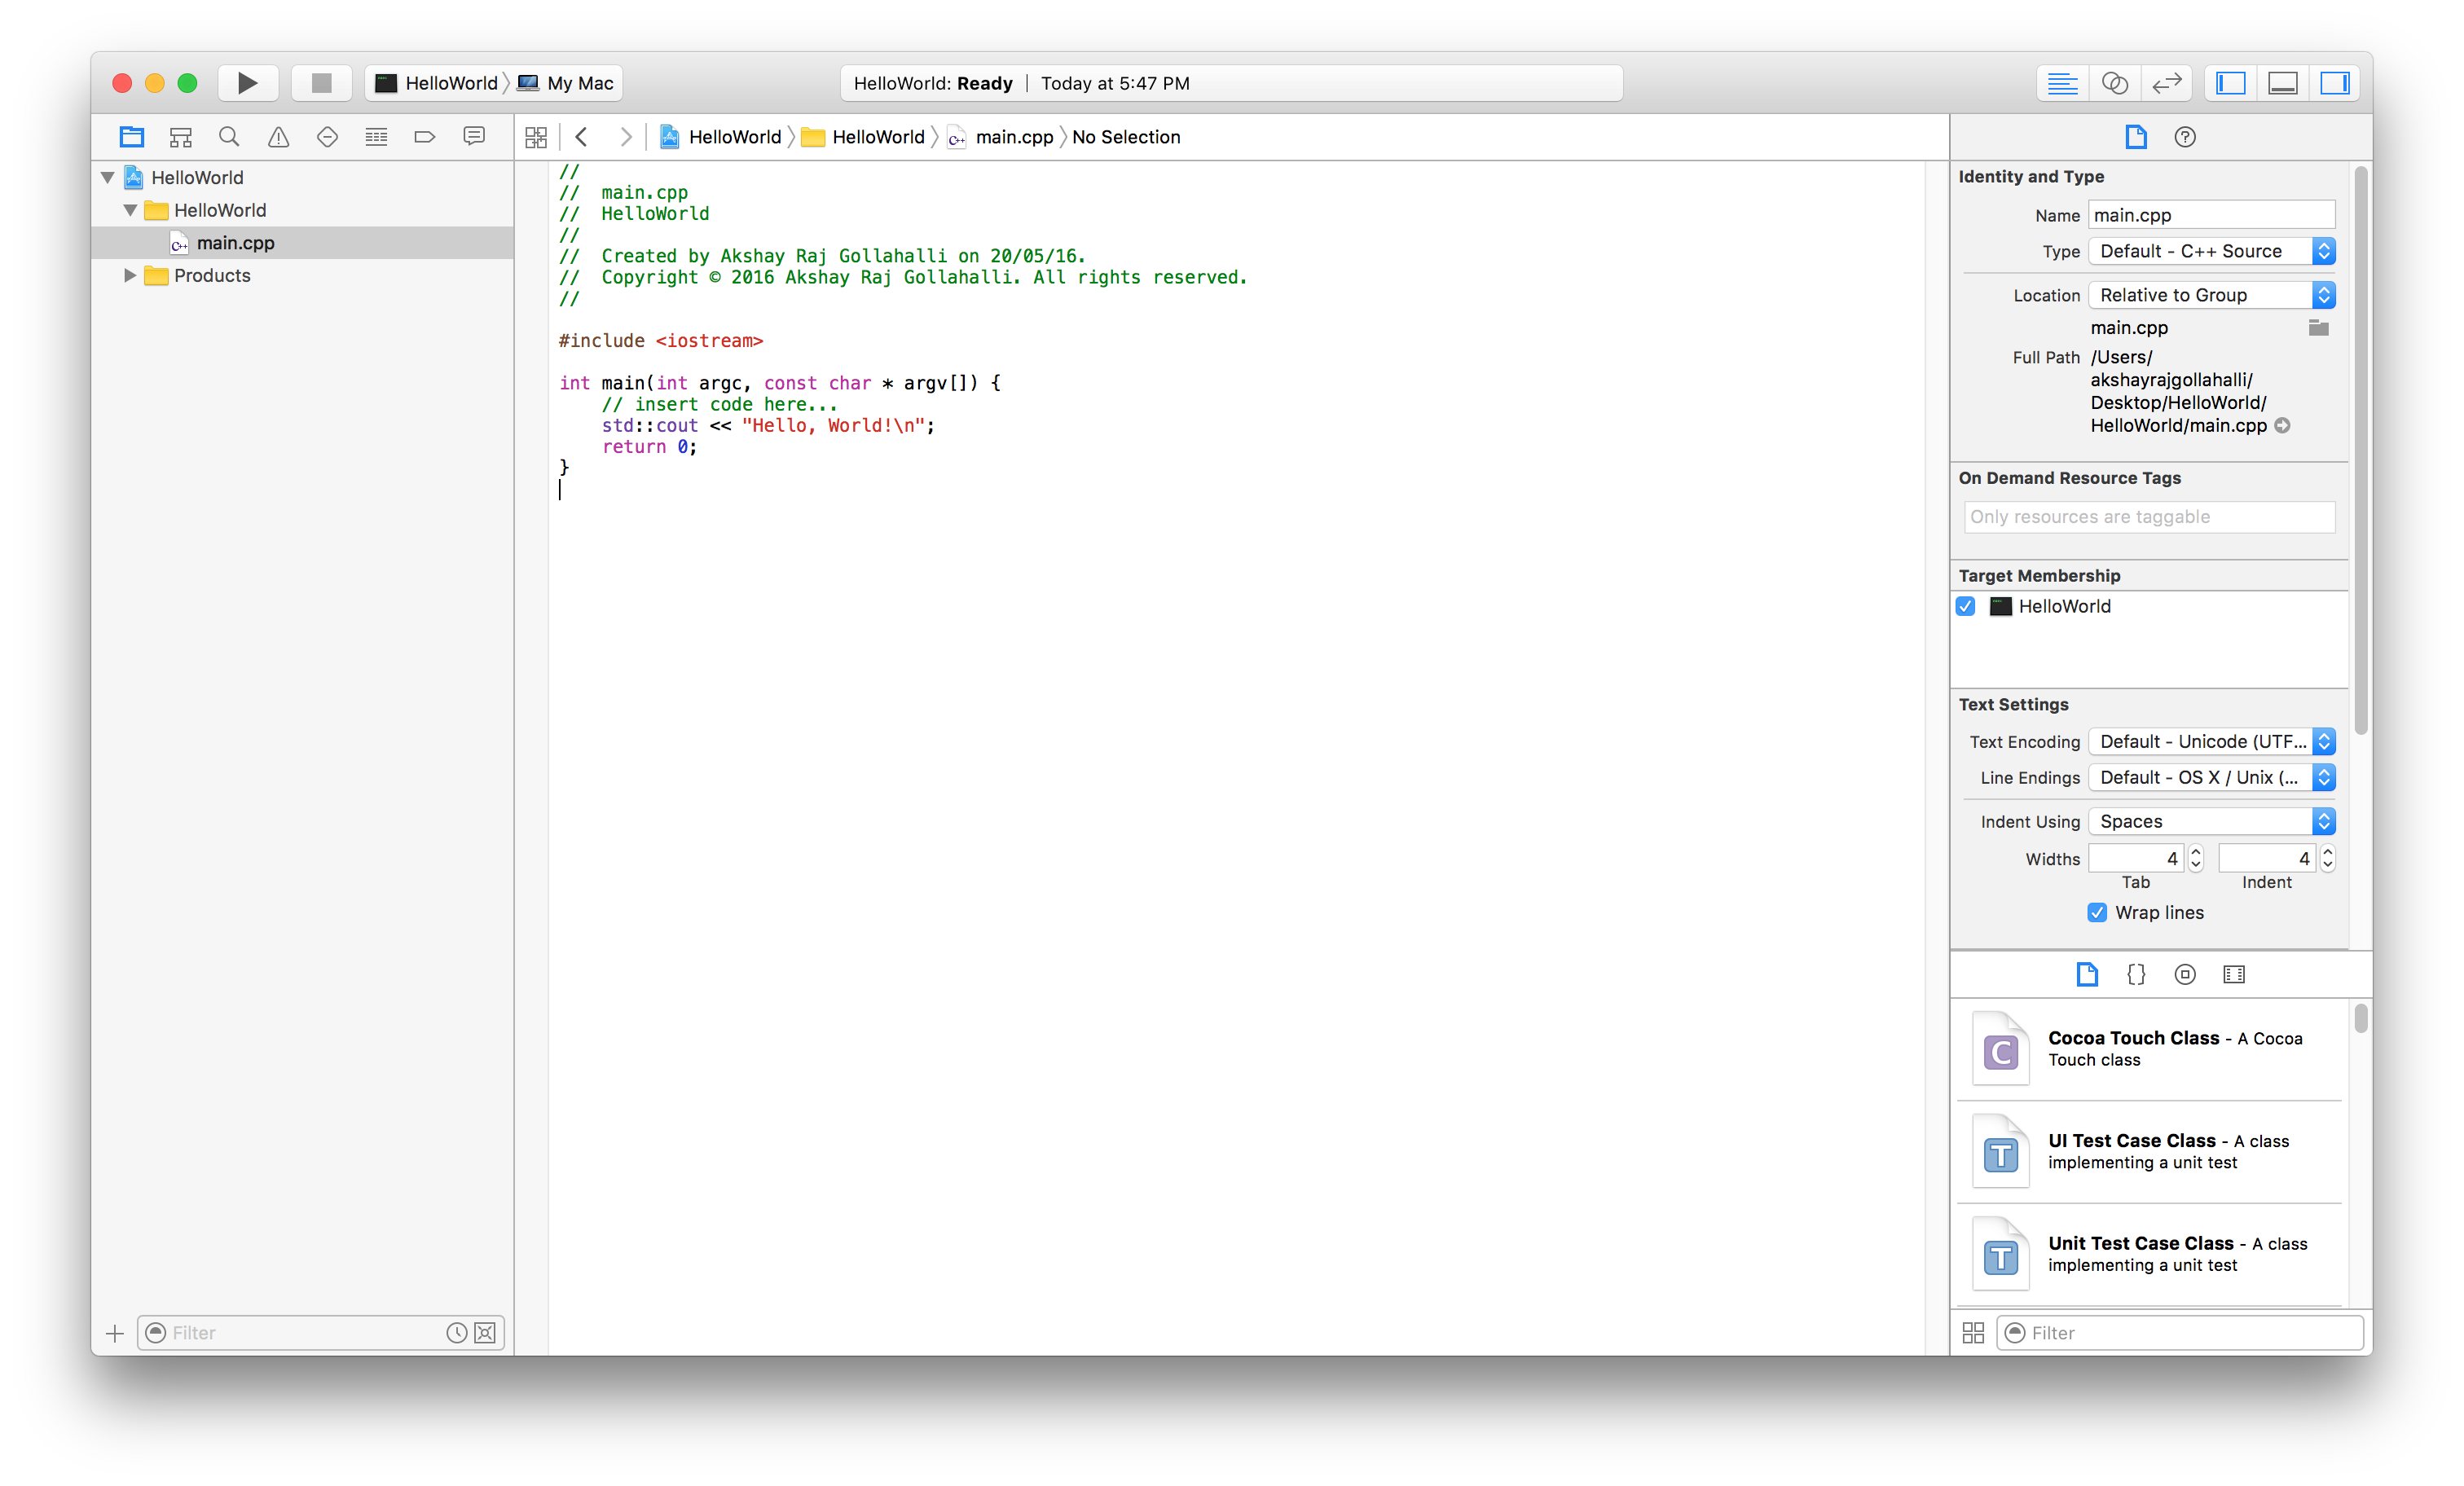 HelloWorld My Mac
HelloWorld: Ready | Today at 5:47 PM
HelloWorld HelloWorld main.cpp No Selection
HelloWorld
HelloWorld
main.cpp
Products
Filter
//
//  main.cpp
//  HelloWorld
//
//  Created by Akshay Raj Gollahalli on 20/05/16.
//  Copyright © 2016 Akshay Raj Gollahalli. All rights reserved.
//
#include <iostream>
int main(int argc, const char * argv[]) {
    // insert code here...
    std::cout << "Hello, World!\n";
    return 0;
}
Identity and Type
Name main.cpp
Type Default - C++ Source
Location Relative to Group
main.cpp
Full Path /Users/
akshayrajgollahalli/
Desktop/HelloWorld/
HelloWorld/main.cpp
On Demand Resource Tags
Only resources are taggable
Target Membership
HelloWorld
Text Settings
Text Encoding Default - Unicode (UTF...
Line Endings Default - OS X / Unix (...
Indent Using Spaces
Widths 4 4
Tab Indent
Wrap lines
{}
C Cocoa Touch Class - A Cocoa
Touch class
T UI Test Case Class - A class
implementing a unit test
T Unit Test Case Class - A class
implementing a unit test
Filter